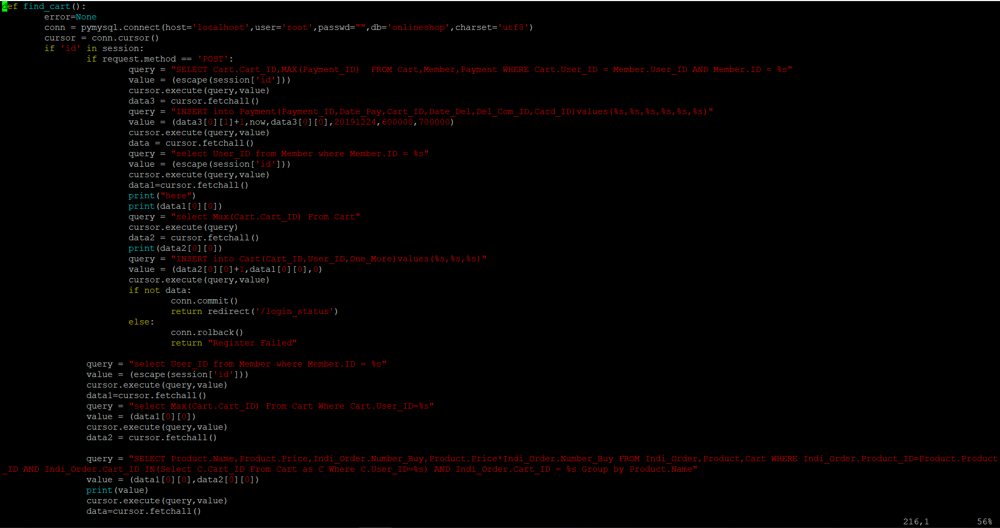 def find_cart():
        error=None
        conn = pymysql.connect(host='localhost',user='root',passwd="",db='onlineshop',charset='utf8')
        cursor = conn.cursor()
        if 'id' in session:
                if request.method == 'POST':
                        query = "SELECT Cart.Cart_ID,MAX(Payment_ID)  FROM Cart,Member,Payment WHERE Cart.User_ID = Member.User_ID AND Member.ID = %s"
                        value = (escape(session['id']))
                        cursor.execute(query,value)
                        data3 = cursor.fetchall()
                        query = "INSERT into Payment(Payment_ID,Date_Pay,Cart_ID,Date_Del,Del_Com_ID,Card_ID)values(%s,%s,%s,%s,%s,%s)"
                        value = (data3[0][1]+1,now,data3[0][0],20191224,600000,700000)
                        cursor.execute(query,value)
                        data = cursor.fetchall()
                        query = "select User_ID from Member where Member.ID = %s"
                        value = (escape(session['id']))
                        cursor.execute(query,value)
                        data1=cursor.fetchall()
                        print("here")
                        print(data1[0][0])
                        query = "select Max(Cart.Cart_ID) From Cart"
                        cursor.execute(query)
                        data2 = cursor.fetchall()
                        print(data2[0][0])
                        query = "INSERT into Cart(Cart_ID,User_ID,One_More)values(%s,%s,%s)"
                        value = (data2[0][0]+1,data1[0][0],0)
                        cursor.execute(query,value)
                        if not data:
                                conn.commit()
                                return redirect('/login_status')
                        else:
                                conn.rolback()
                                return "Register Failed"
                query = "select User_ID from Member where Member.ID = %s"
                value = (escape(session['id']))
                cursor.execute(query,value)
                data1=cursor.fetchall()
                query = "select Max(Cart.Cart_ID) From Cart Where Cart.User_ID=%s"
                value = (data1[0][0])
                cursor.execute(query,value)
                data2 = cursor.fetchall()
                query = "SELECT Product.Name,Product.Price,Indi_Order.Number_Buy,Product.Price*Indi_Order.Number_Buy FROM Indi_Order,Product,Cart WHERE Indi_Order.Product_ID=Product.Product
_ID AND Indi_Order.Cart_ID IN(Select C.Cart_ID From Cart as C Where C.User_ID=%s) AND Indi_Order.Cart_ID = %s Group by Product.Name"
                value = (data1[0][0],data2[0][0])
                print(value)
                cursor.execute(query,value)
                data=cursor.fetchall()
216,1 56%